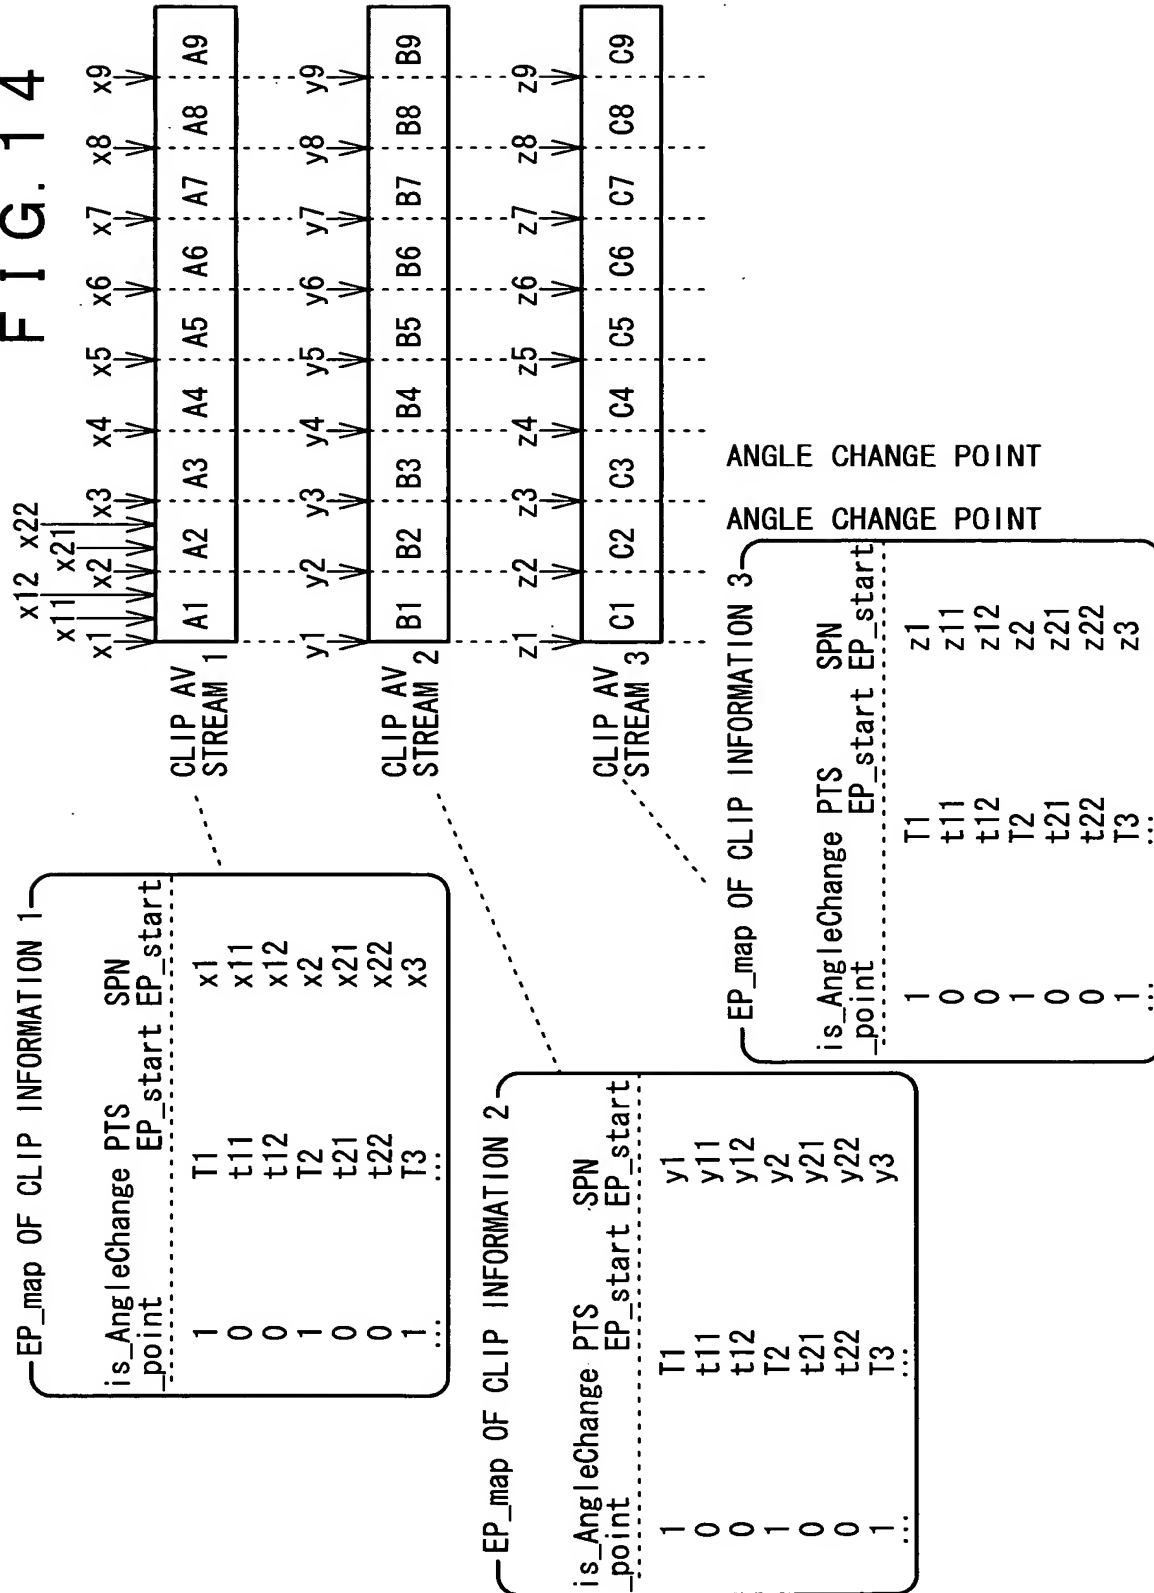 FIG. 14
x12 x22
x11 x21
x1 x2 x3 x4 x5 x6 x7 x8 x9
CLIP AV
STREAM 1
A1 A2 A3 A4 A5 A6 A7 A8 A9
y1 y2 y3 y4 y5 y6 y7 y8 y9
CLIP AV
STREAM 2
B1 B2 B3 B4 B5 B6 B7 B8 B9
z1 z2 z3 z4 z5 z6 z7 z8 z9
CLIP AV
STREAM 3
C1 C2 C3 C4 C5 C6 C7 C8 C9
ANGLE CHANGE POINT
ANGLE CHANGE POINT
EP_map OF CLIP INFORMATION 1
is_AngleChange PTS SPN
_point EP_start EP_start
1 T1 x1
0 t11 x11
0 t12 x12
1 T2 x2
0 t21 x21
0 t22 x22
1 T3 x3
... ...
EP_map OF CLIP INFORMATION 2
is_AngleChange PTS SPN
_point EP_start EP_start
1 T1 y1
0 t11 y11
0 t12 y12
1 T2 y2
0 t21 y21
0 t22 y22
1 T3 y3
... ...
EP_map OF CLIP INFORMATION 3
is_AngleChange PTS SPN
_point EP_start EP_start
1 T1 z1
0 t11 z11
0 t12 z12
1 T2 z2
0 t21 z21
0 t22 z22
1 T3 z3
... ...